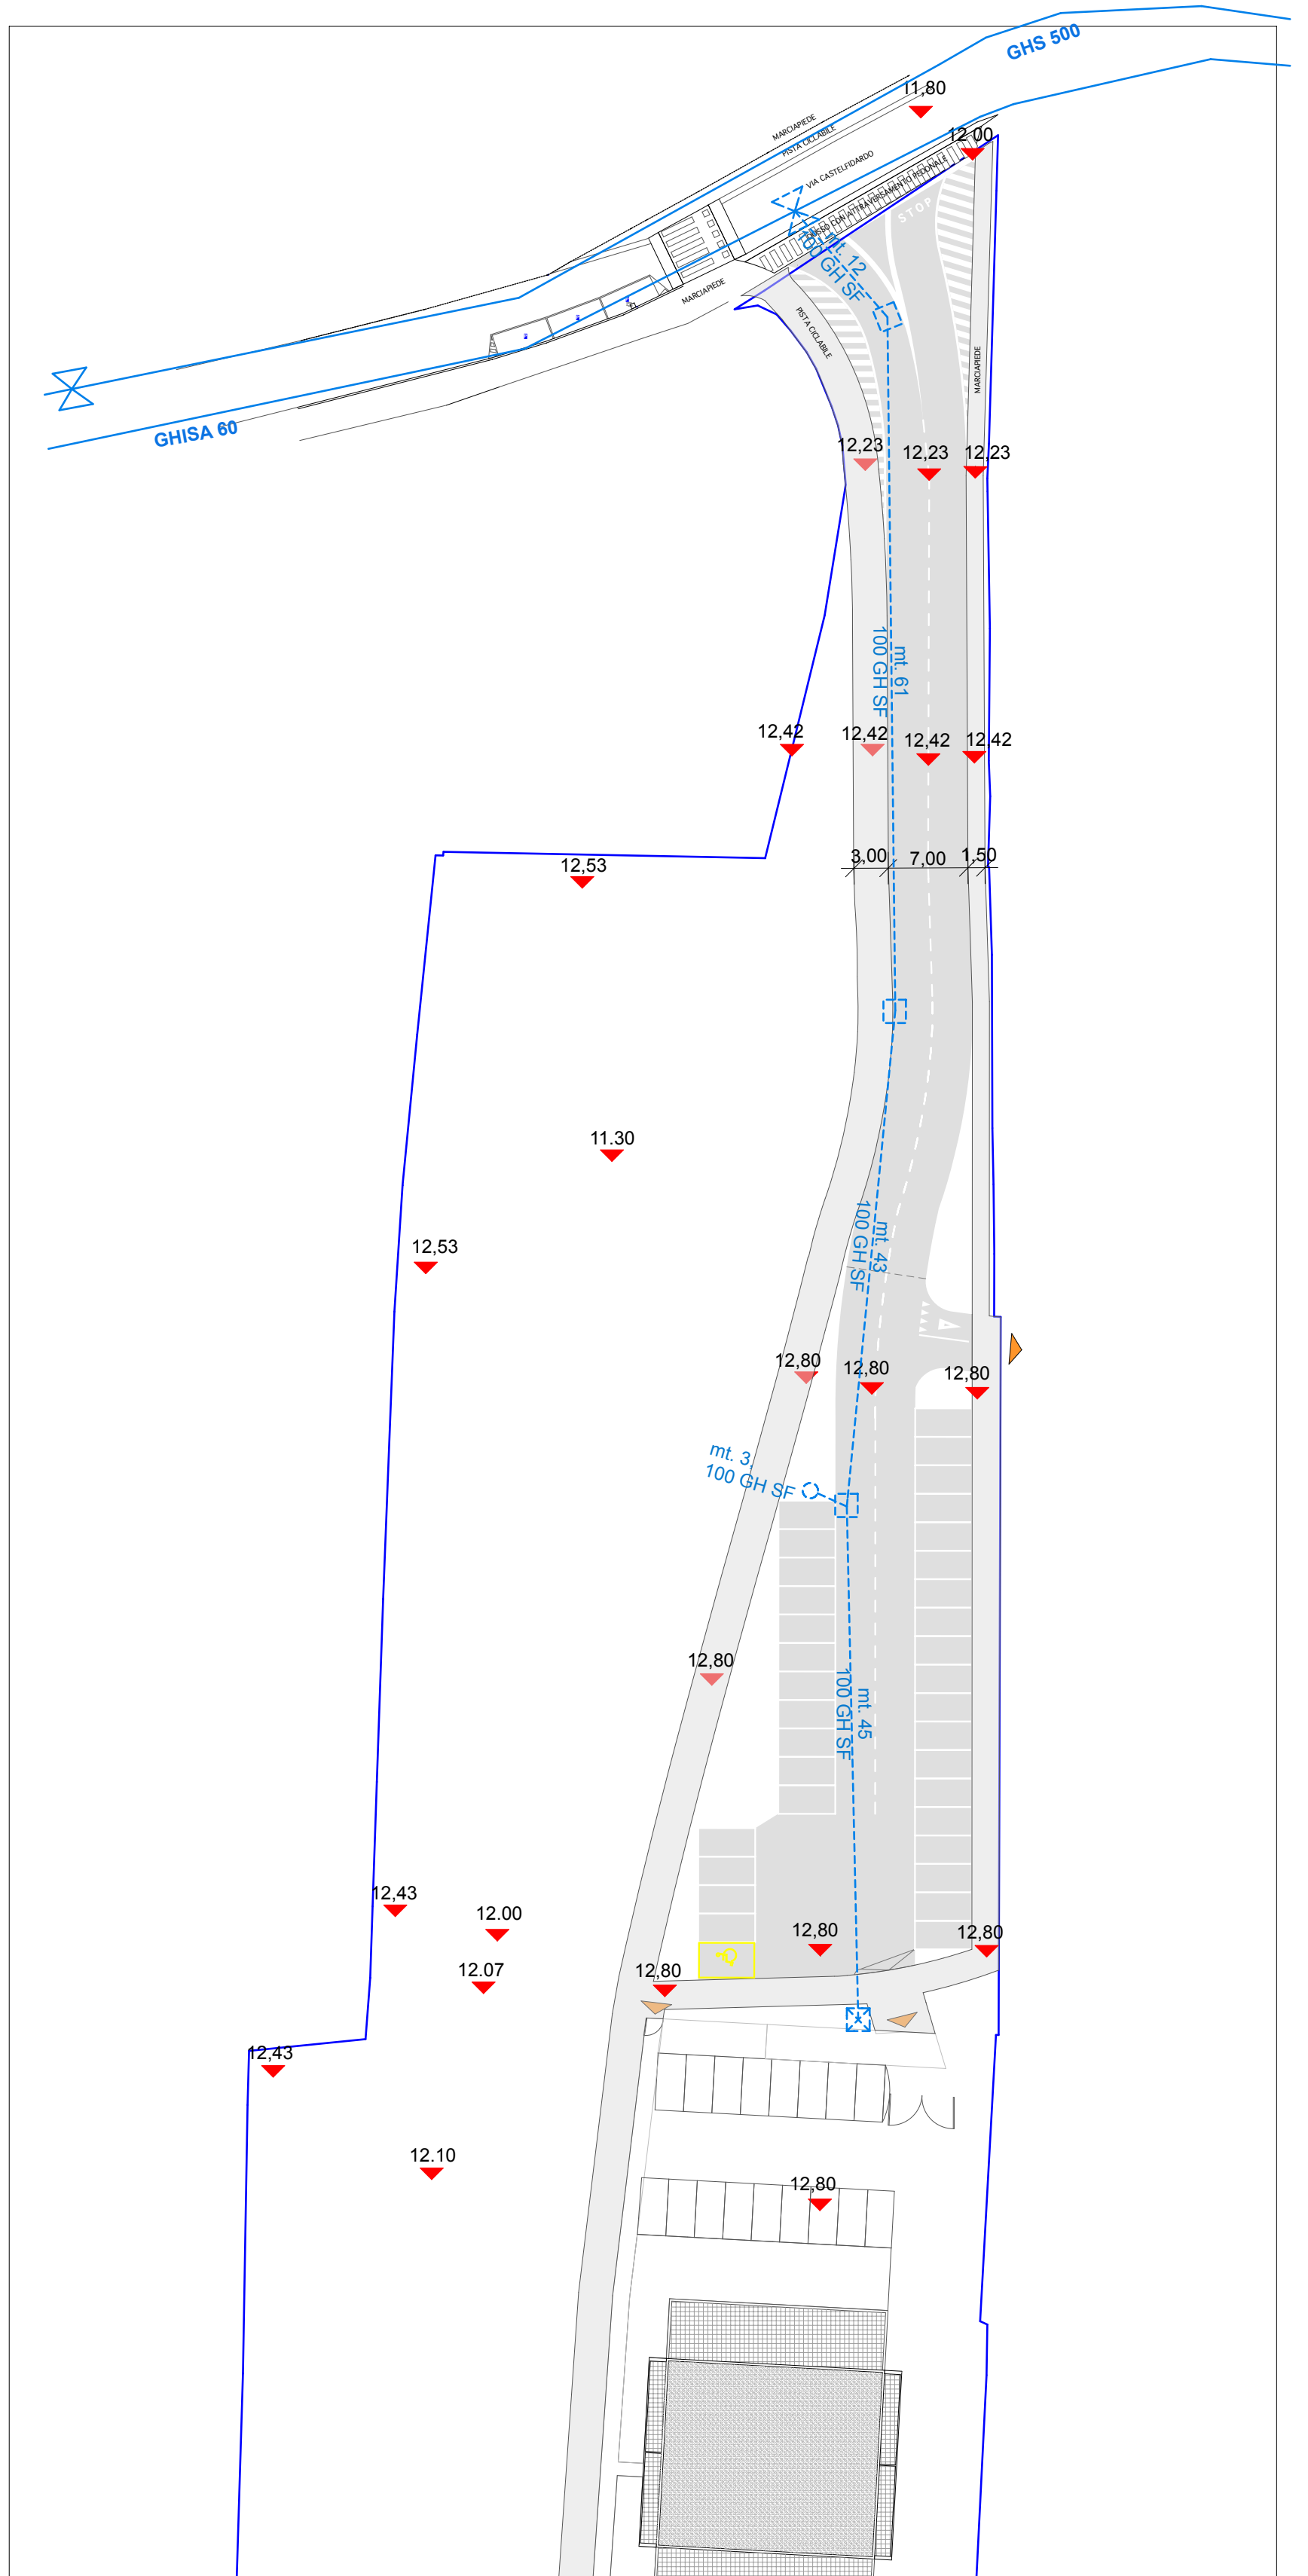 GHS 500
11,80
MARCIAPIEDE
PISTA CICLABILE
12.00
VIA CASTELFIDARDO
DOSSO CON ATTRAVERSAMENTO PEDONALE
STOP
mt. 12
100 GH SF
MARCIAPIEDE
PISTA CICLABILE
MARCIAPIEDE
GHISA 60
12,23
12,23
12,23
mt. 61
100 GH SF
12,42
12,42
12,42
12,42
3,00
7,00
1,50
12,53
11.30
mt. 43
100 GH SF
12,53
12,80
12,80
12,80
mt. 3,
100 GH SF
12,80
mt. 45
100 GH SF
12,43
12.00
12,80
12,80
12.07
12,80
12,43
12.10
12,80